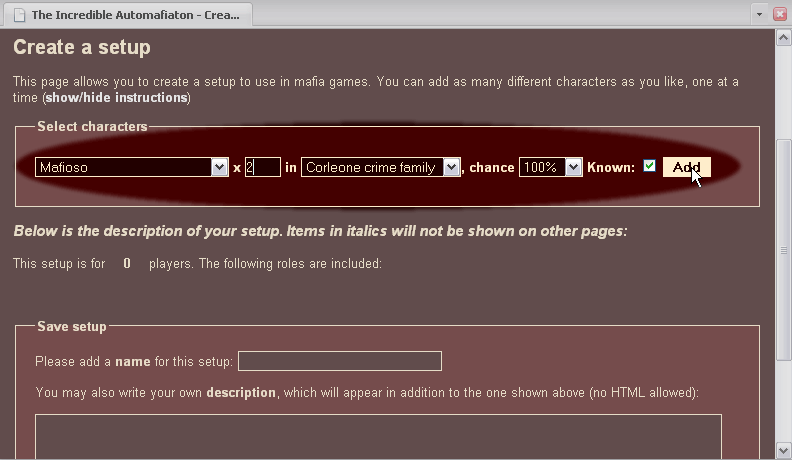 The Incredible Automafiaton - Crea...
Create a setup
This page allows you to create a setup to use in mafia games. You can add as many different characters as you like, one at a
time (show/hide instructions)
Select characters
Mafioso x 2 in Corleone crime family , chance 100% Known: Add
Below is the description of your setup. Items in italics will not be shown on other pages:
This setup is for 0 players. The following roles are included:
Save setup
Please add a name for this setup:
You may also write your own description, which will appear in addition to the one shown above (no HTML allowed):